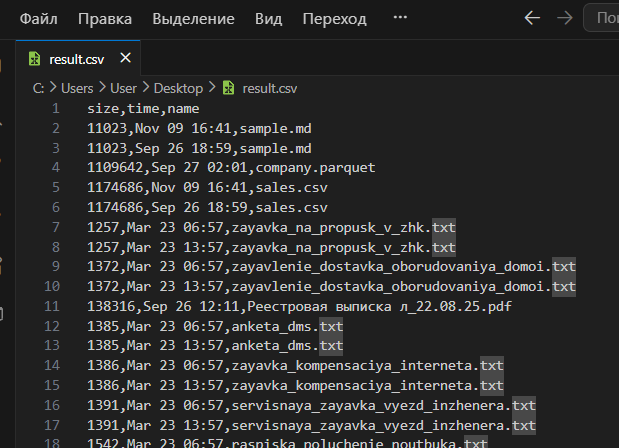 Файл Правка Выделение Вид Переход ··· ← →
result.csv ×
C: > Users > User > Desktop > result.csv
1 size,time,name
2 11023,Nov 09 16:41,sample.md
3 11023,Sep 26 18:59,sample.md
4 1109642,Sep 27 02:01,company.parquet
5 1174686,Nov 09 16:41,sales.csv
6 1174686,Sep 26 18:59,sales.csv
7 1257,Mar 23 06:57,zayavka_na_propusk_v_zhk.txt
8 1257,Mar 23 13:57,zayavka_na_propusk_v_zhk.txt
9 1372,Mar 23 06:57,zayavlenie_dostavka_oborudovaniya_domoi.txt
10 1372,Mar 23 13:57,zayavlenie_dostavka_oborudovaniya_domoi.txt
11 138316,Sep 26 12:11,Реестровая выписка л_22.08.25.pdf
12 1385,Mar 23 06:57,anketa_dms.txt
13 1385,Mar 23 13:57,anketa_dms.txt
14 1386,Mar 23 06:57,zayavka_kompensaciya_interneta.txt
15 1386,Mar 23 13:57,zayavka_kompensaciya_interneta.txt
16 1391,Mar 23 06:57,servisnaya_zayavka_vyezd_inzhenera.txt
17 1391,Mar 23 13:57,servisnaya_zayavka_vyezd_inzhenera.txt
18 1542,Mar 23 06:57,raspiska_poluchenie_noutbuka.txt